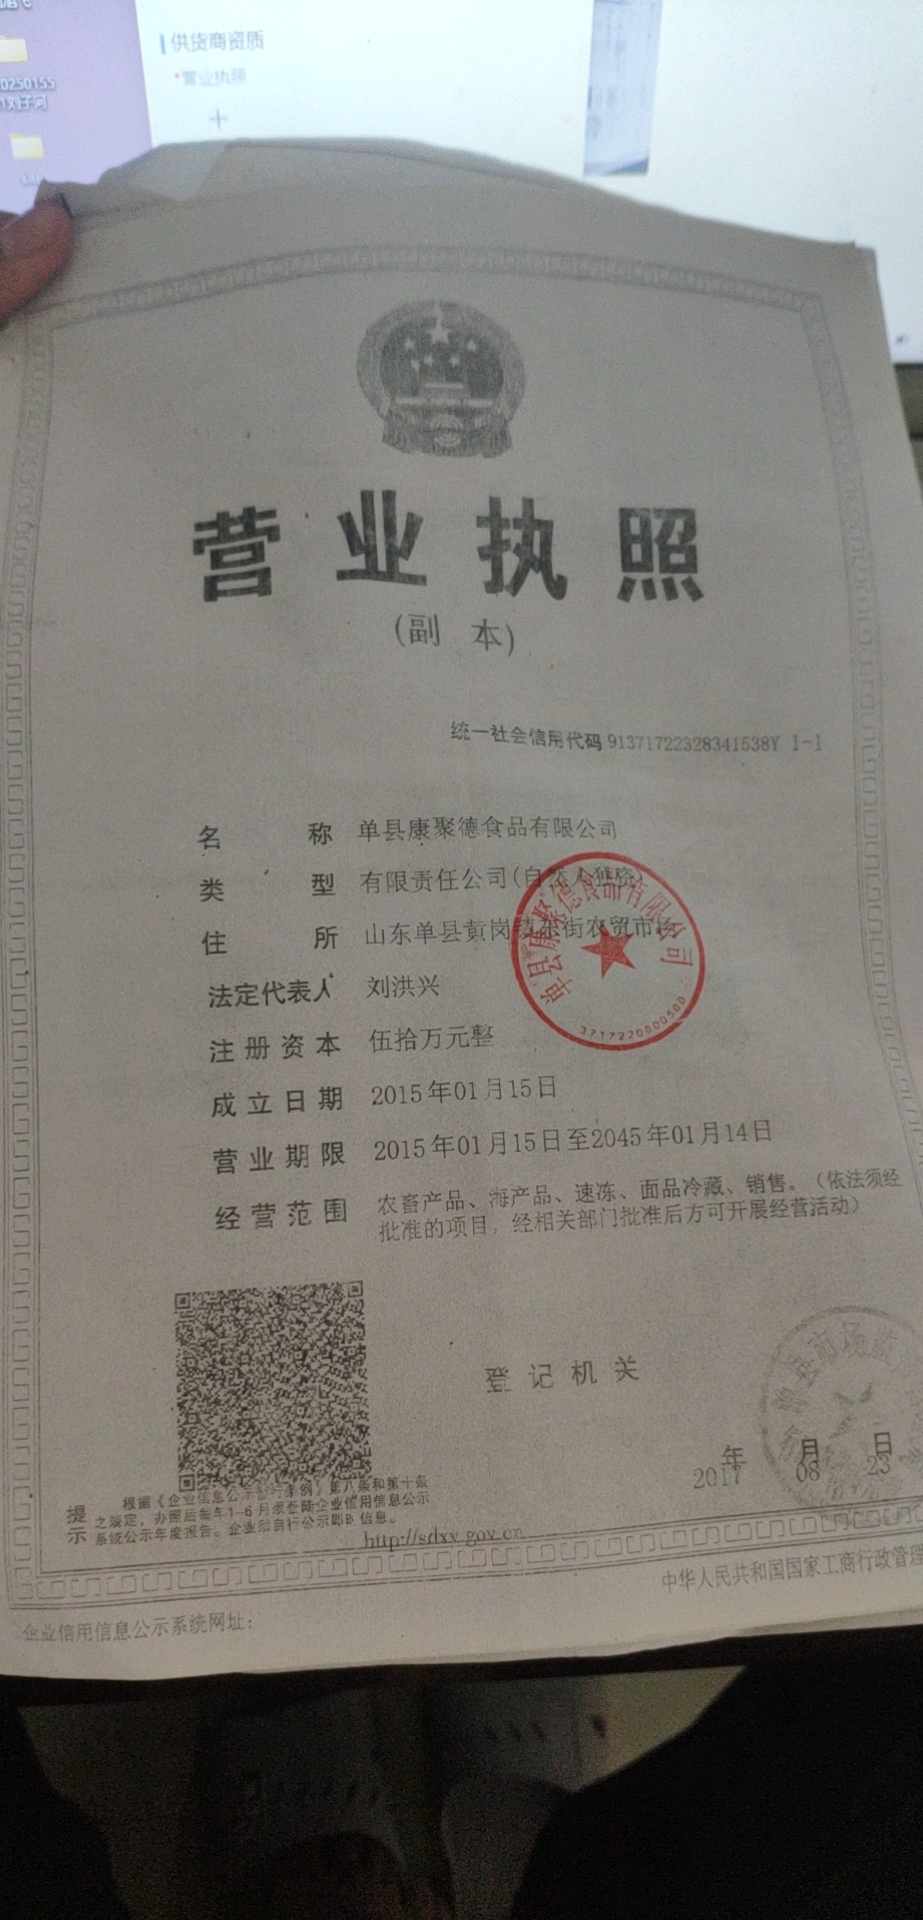 供货商资质
*营业执照
营业执照
(副 本)
统一社会信用代码 91371722328341538Y 1-1
名 称 单县康聚德食品有限公司
类 型 有限责任公司(自然人独资)
住 所 山东单县黄岗镇东街农贸市场
法定代表人 刘洪兴
注册资本 伍拾万元整
成立日期 2015年01月15日
营业期限 2015年01月15日至2045年01月14日
经营范围 农畜产品、海产品、速冻、面品冷藏、销售。(依法须经
批准的项目,经相关部门批准后方可开展经营活动)
单县康聚德食品有限公司
3717220000500
登记机关
单县市场监
年 月 日
2017 08 23
提示 根据《企业信息公示暂行条例》第八条和第十条
之规定,办照后每年1-6月须登陆企业信用信息公示
系统公示年度报告。企业应自行公示即时信息。
http://sdxy.gov.cn
企业信用信息公示系统网址:
中华人民共和国国家工商行政管理